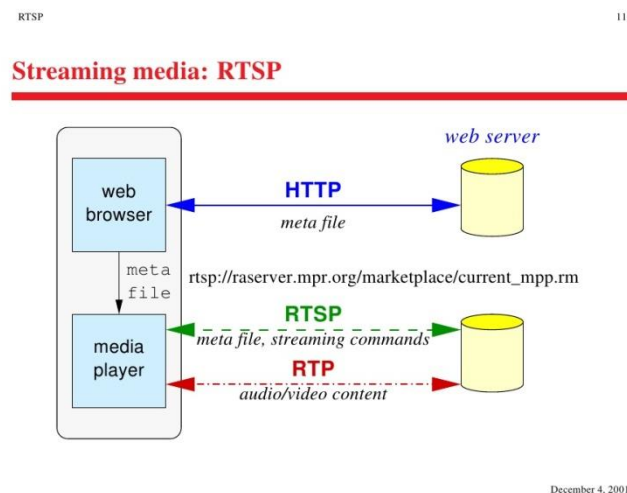 RTSP 11
Streaming media: RTSP
web server
web
browser
HTTP
meta file
meta
file
rtsp://raserver.mpr.org/marketplace/current_mpp.rm
RTSP
meta file, streaming commands
media
player
RTP
audio/video content
December 4, 2001